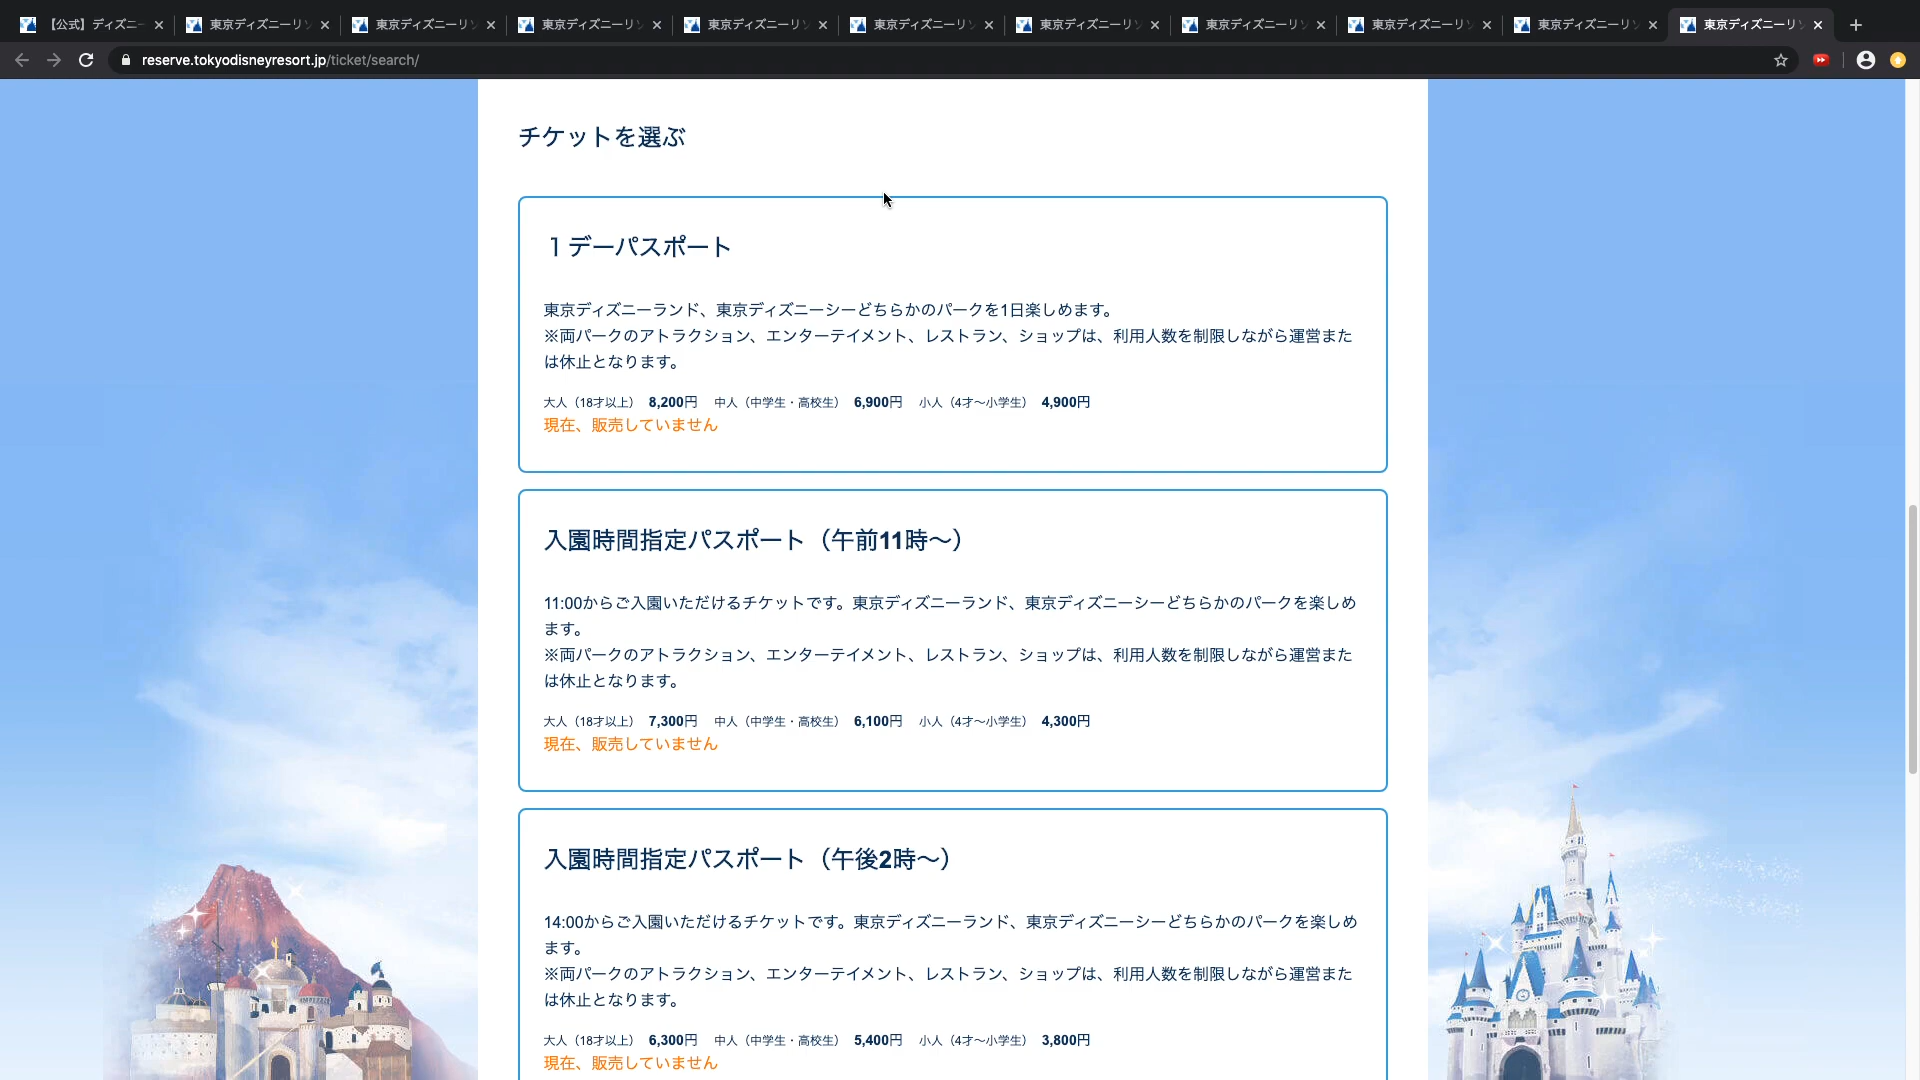 【公式】ディズニー
東京ディズニーリゾ
東京ディズニーリゾ
東京ディズニーリゾ
東京ディズニーリゾ
東京ディズニーリゾ
東京ディズニーリゾ
東京ディズニーリゾ
東京ディズニーリゾ
東京ディズニーリゾ
東京ディズニーリゾ
reserve.tokyodisneyresort.jp/ticket/search/
チケットを選ぶ
１デーパスポート
東京ディズニーランド、東京ディズニーシーどちらかのパークを1日楽しめます。
※両パークのアトラクション、エンターテイメント、レストラン、ショップは、利用人数を制限しながら運営また
は休止となります。
大人（18才以上） 8,200円 中人（中学生・高校生） 6,900円 小人（4才～小学生） 4,900円
現在、販売していません
入園時間指定パスポート（午前11時～）
11:00からご入園いただけるチケットです。東京ディズニーランド、東京ディズニーシーどちらかのパークを楽しめ
ます。
※両パークのアトラクション、エンターテイメント、レストラン、ショップは、利用人数を制限しながら運営また
は休止となります。
大人（18才以上） 7,300円 中人（中学生・高校生） 6,100円 小人（4才～小学生） 4,300円
現在、販売していません
入園時間指定パスポート（午後2時～）
14:00からご入園いただけるチケットです。東京ディズニーランド、東京ディズニーシーどちらかのパークを楽しめ
ます。
※両パークのアトラクション、エンターテイメント、レストラン、ショップは、利用人数を制限しながら運営また
は休止となります。
大人（18才以上） 6,300円 中人（中学生・高校生） 5,400円 小人（4才～小学生） 3,800円
現在、販売していません